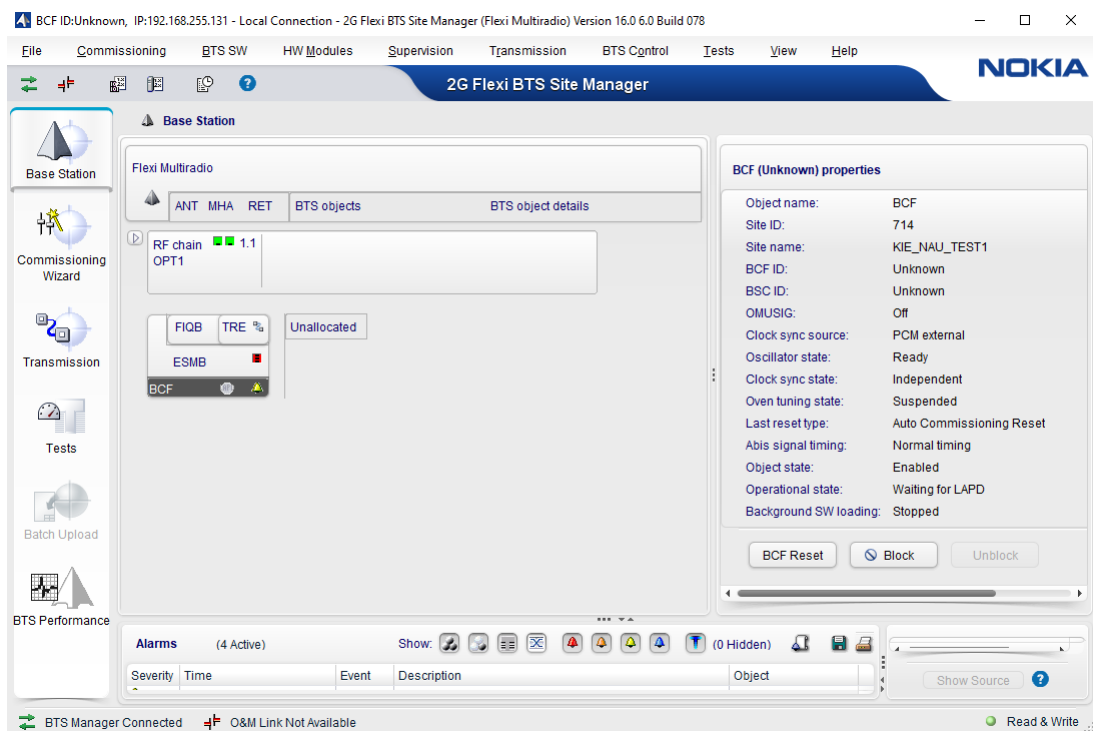 BCF ID:Unknown, IP:192.168.255.131 - Local Connection - 2G Flexi BTS Site Manager (Flexi Multiradio) Version 16.0 6.0 Build 078
File Commissioning BTS SW HW Modules Supervision Transmission BTS Control Tests View Help
NOKIA
2G Flexi BTS Site Manager
Base Station
Base Station
Commissioning
Wizard
Transmission
Tests
Batch Upload
BTS Performance
Flexi Multiradio
ANT MHA RET BTS objects BTS object details
RF chain 1.1
OPT1
FIQB TRE Unallocated
ESMB
BCF
BCF (Unknown) properties
Object name: BCF
Site ID: 714
Site name: KIE_NAU_TEST1
BCF ID: Unknown
BSC ID: Unknown
OMUSIG: Off
Clock sync source: PCM external
Oscillator state: Ready
Clock sync state: Independent
Oven tuning state: Suspended
Last reset type: Auto Commissioning Reset
Abis signal timing: Normal timing
Object state: Enabled
Operational state: Waiting for LAPD
Background SW loading: Stopped
BCF Reset Block Unblock
Alarms (4 Active) Show: (0 Hidden)
Severity Time Event Description Object
Show Source
BTS Manager Connected O&M Link Not Available Read & Write